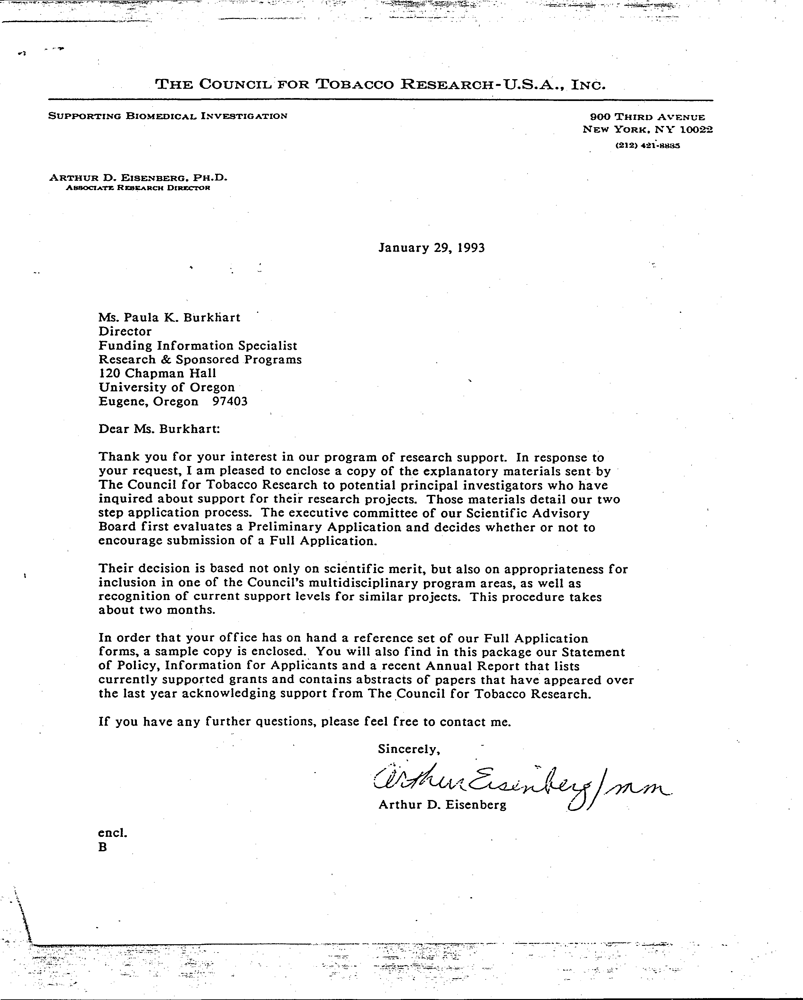 THE COUNCIL FOR TOBACCO RESEARCH-U.S.A., INC.
SUPPORTING BIOMEDICAL INVESTIGATION
900 THIRD AVENUE
NEW YORK, NY 10022
(212) 421-8885
ARTHUR D. EISENBERG, PH.D.
ASSOCIATE RESEARCH DIRECTOR
January 29, 1993
Ms. Paula K. Burkhart
Director
Funding Information Specialist
Research & Sponsored Programs
120 Chapman Hall
University of Oregon
Eugene, Oregon 97403
Dear Ms. Burkhart:
Thank you for your interest in our program of research support. In response to
your request, I am pleased to enclose a copy of the explanatory materials sent by
The Council for Tobacco Research to potential principal investigators who have
inquired about support for their research projects. Those materials detail our two
step application process. The executive committee of our Scientific Advisory
Board first evaluates a Preliminary Application and decides whether or not to
encourage submission of a Full Application.
Their decision is based not only on scientific merit, but also on appropriateness for
inclusion in one of the Council's multidisciplinary program areas, as well as
recognition of current support levels for similar projects. This procedure takes
about two months.
In order that your office has on hand a reference set of our Full Application
forms, a sample copy is enclosed. You will also find in this package our Statement
of Policy, Information for Applicants and a recent Annual Report that lists
currently supported grants and contains abstracts of papers that have appeared over
the last year acknowledging support from The Council for Tobacco Research.
If you have any further questions, please feel free to contact me.
Sincerely,
Arthur Eisenberg/mm
Arthur D. Eisenberg
encl.
B